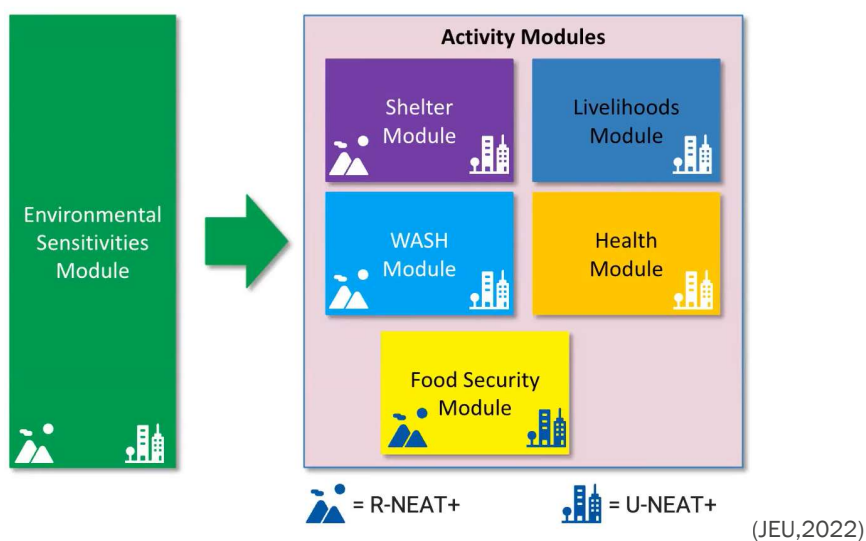 Activity Modules
Environmental
Sensitivities
Module
Shelter
Module
Livelihoods
Module
WASH
Module
Health
Module
Food Security
Module
= R-NEAT+
= U-NEAT+
(JEU,2022)